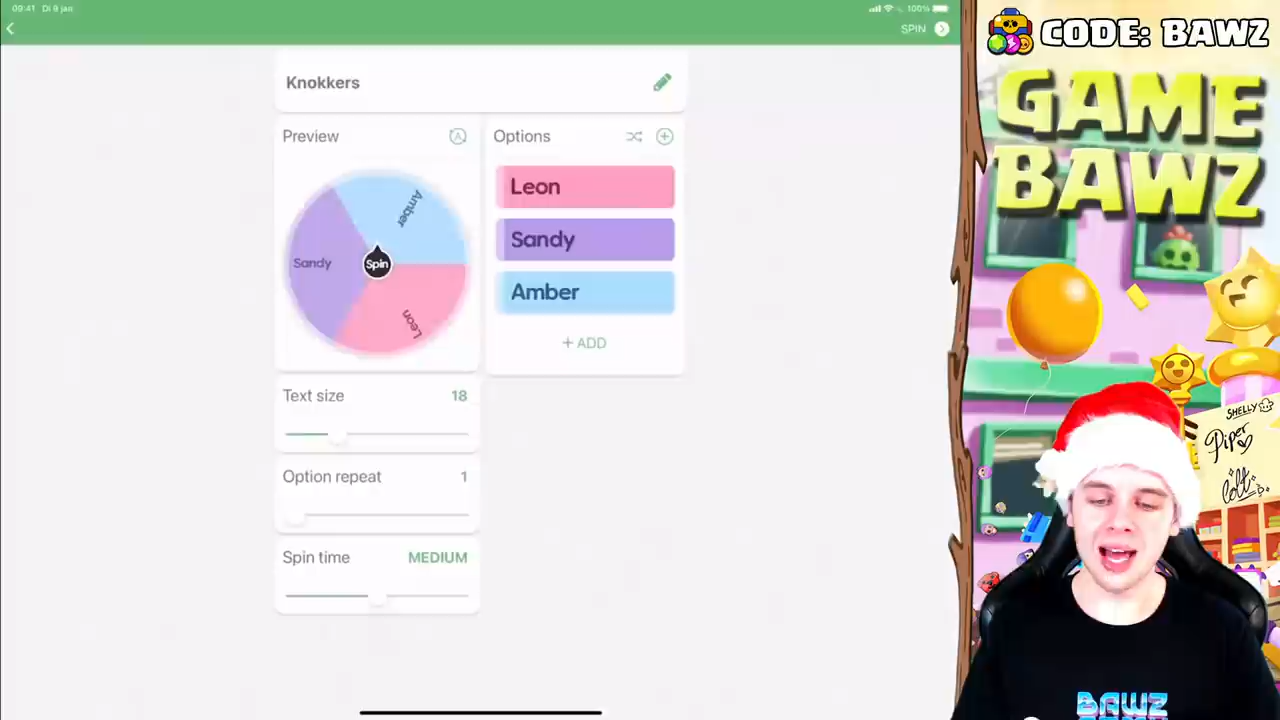 09:41 Di 9 jan
100%
SPIN
Knokkers
Preview
Options
Amber
Sandy
Spin
Leon
Leon
Sandy
Amber
+ ADD
Text size
18
Option repeat
1
Spin time
MEDIUM
CODE: BAWZ
GAME
BAWZ
SHELLY
Piper
Colt
BAWZ